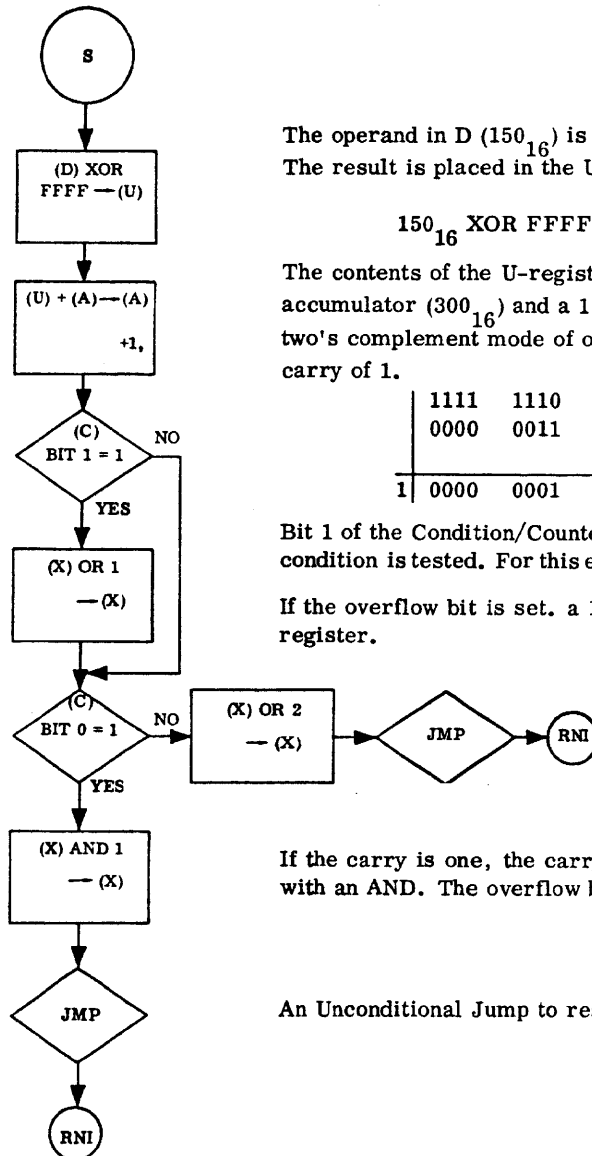 S
(D) XOR
FFFF → (U)
(U) + (A) → (A)
+1,
(C)
BIT 1 = 1
NO
YES
(X) OR 1
→ (X)
(C)
BIT 0 = 1
NO
YES
(X) OR 2
→ (X)
JMP
RNI
(X) AND 1
→ (X)
JMP
RNI
The operand in D (150₁₆) is
The result is placed in the U
150₁₆ XOR FFFF
The contents of the U-regist
accumulator (300₁₆) and a 1
two's complement mode of o
carry of 1.
1111 1110
0000 0011
1 0000 0001
Bit 1 of the Condition/Counte
condition is tested. For this e
If the overflow bit is set. a 1
register.
If the carry is one, the carr
with an AND. The overflow b
An Unconditional Jump to re